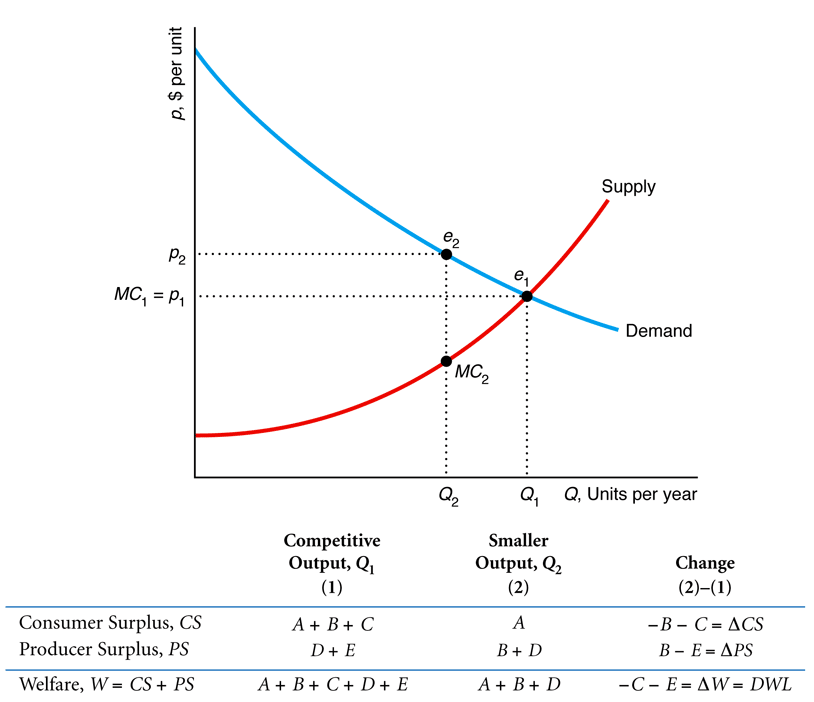 p, $ per unit
Supply
e2
p2
e1
MC1 = p1
Demand
MC2
Q2
Q1
Q, Units per year
Competitive
Output, Q1
(1)
Smaller
Output, Q2
(2)
Change
(2)–(1)
Consumer Surplus, CS A + B + C A −B − C = ΔCS
Producer Surplus, PS D + E B + D B − E = ΔPS
Welfare, W = CS + PS A + B + C + D + E A + B + D −C − E = ΔW = DWL